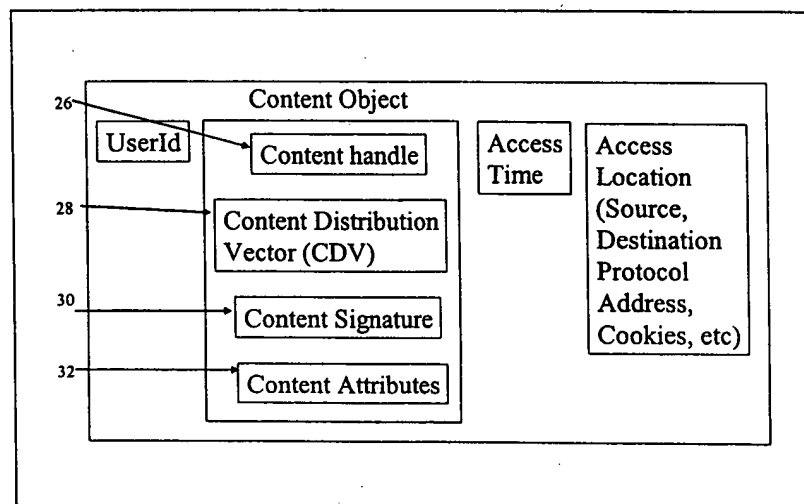 Content Object
26
UserId
Content handle
Access
Time
Access
Location
(Source,
Destination
Protocol
Address,
Cookies, etc)
28
Content Distribution
Vector (CDV)
30
Content Signature
32
Content Attributes